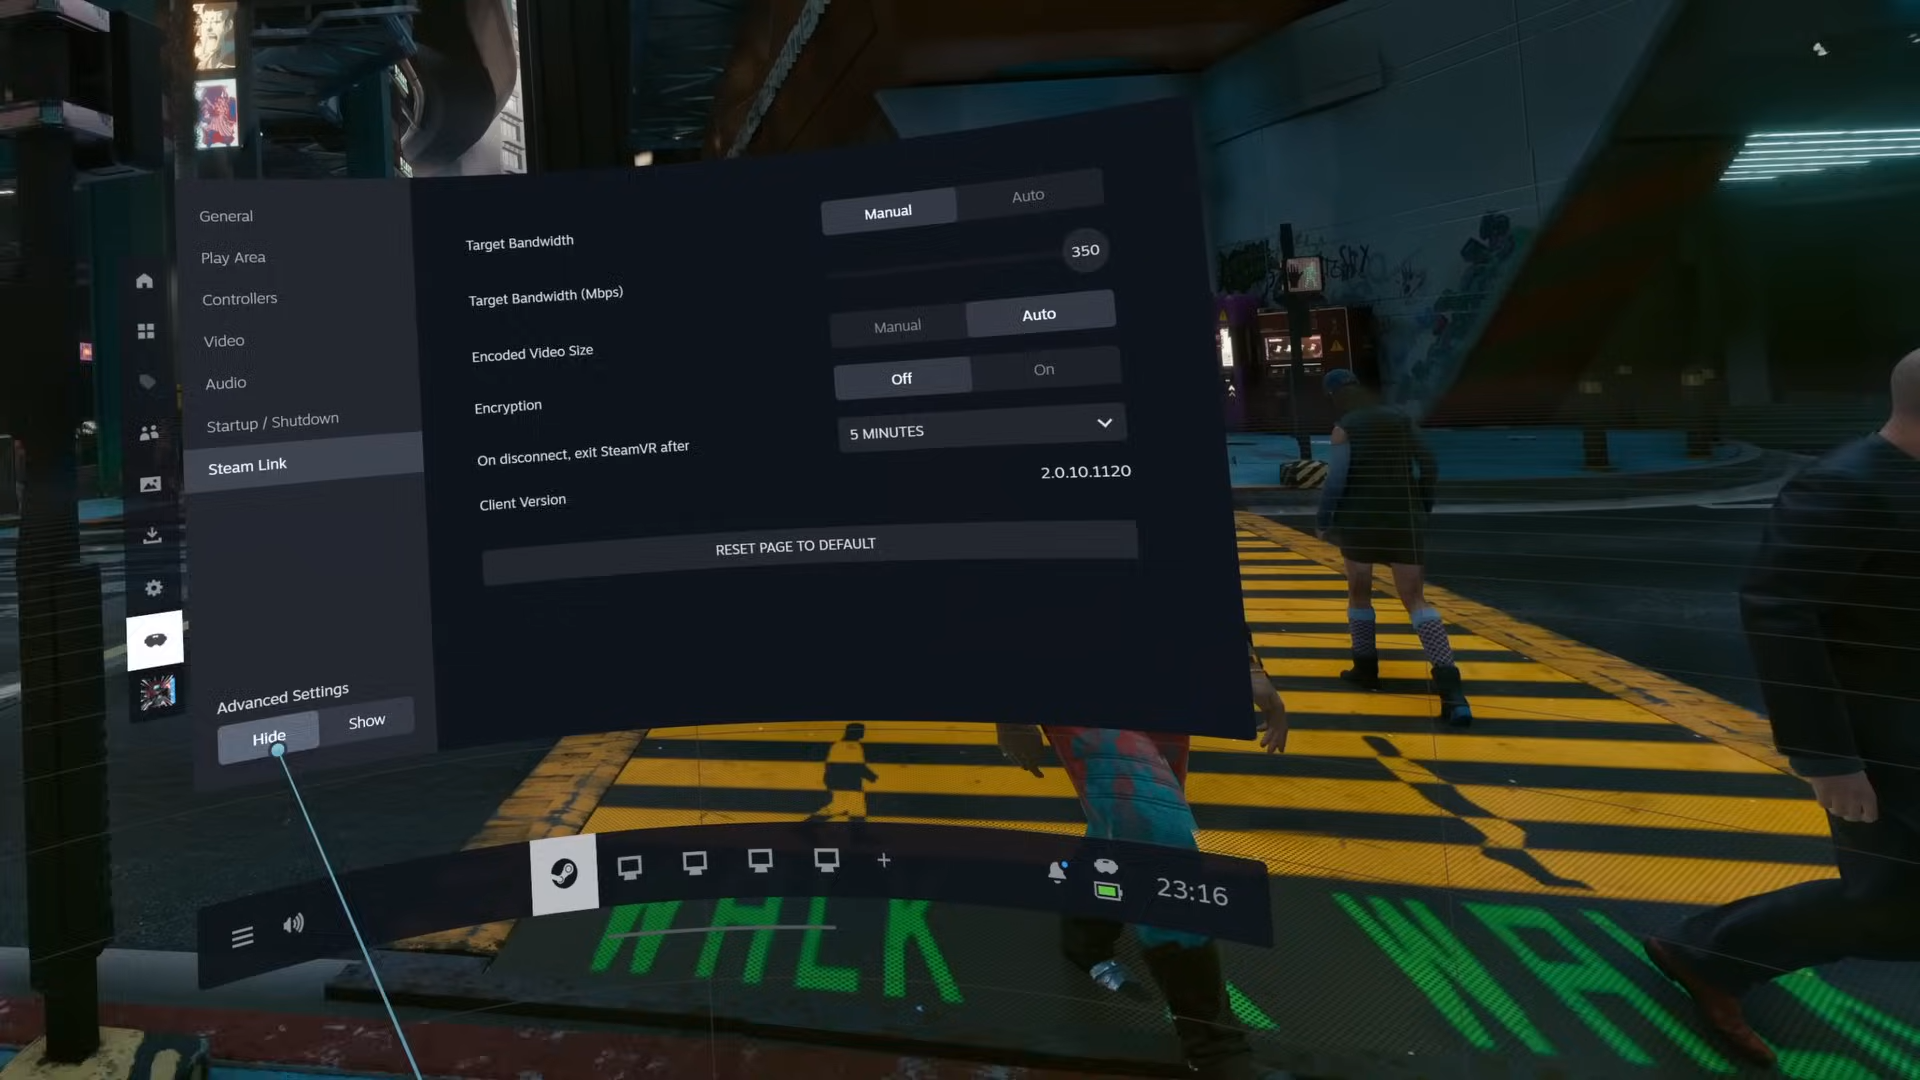 General
Play Area
Controllers
Video
Audio
Startup / Shutdown
Steam Link
Advanced Settings
Hide
Show
Target Bandwidth
Manual
Auto
Target Bandwidth (Mbps)
350
Encoded Video Size
Manual
Auto
Encryption
Off
On
On disconnect, exit SteamVR after
5 MINUTES
Client Version
2.0.10.1120
RESET PAGE TO DEFAULT
23:16
WALK